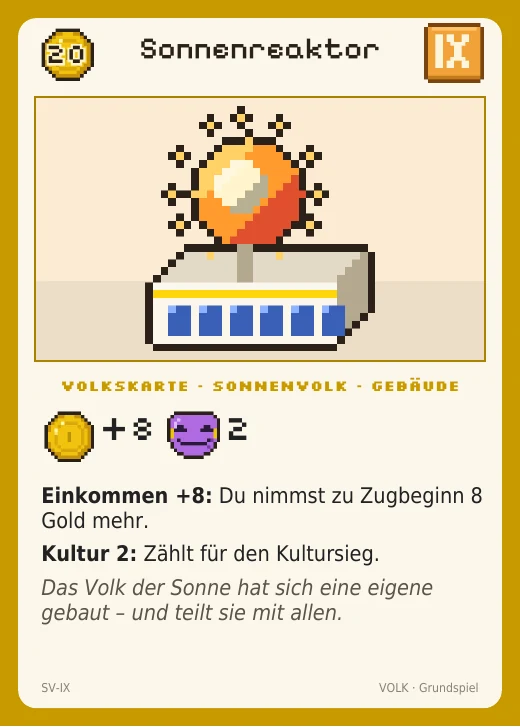 20 Sonnenreaktor IX
VOLKSKARTE - SONNENVOLK - GEBÄUDE
+8 2
Einkommen +8: Du nimmst zu Zugbeginn 8
Gold mehr.
Kultur 2: Zählt für den Kultursieg.
Das Volk der Sonne hat sich eine eigene
gebaut – und teilt sie mit allen.
SV-IX VOLK · Grundspiel